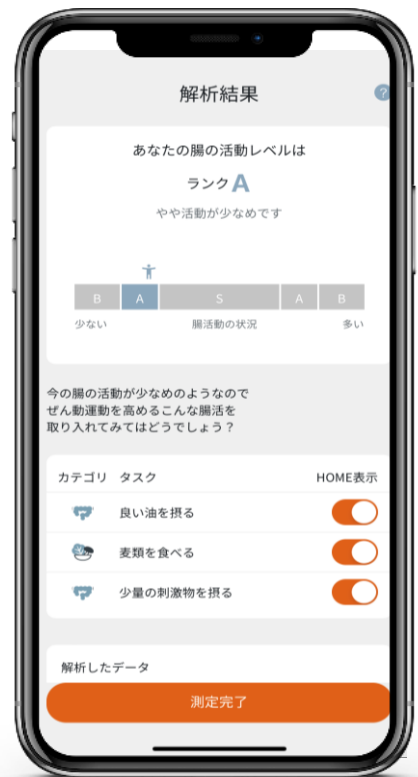 解析結果
?
あなたの腸の活動レベルは
ランクA
やや活動が少なめです
B A S A B
少ない 腸活動の状況 多い
今の腸の活動が少なめのようなので
ぜん動運動を高めるこんな腸活を
取り入れてみてはどうでしょう？
カテゴリ タスク HOME表示
良い油を摂る
麦類を食べる
少量の刺激物を摂る
解析したデータ
測定完了